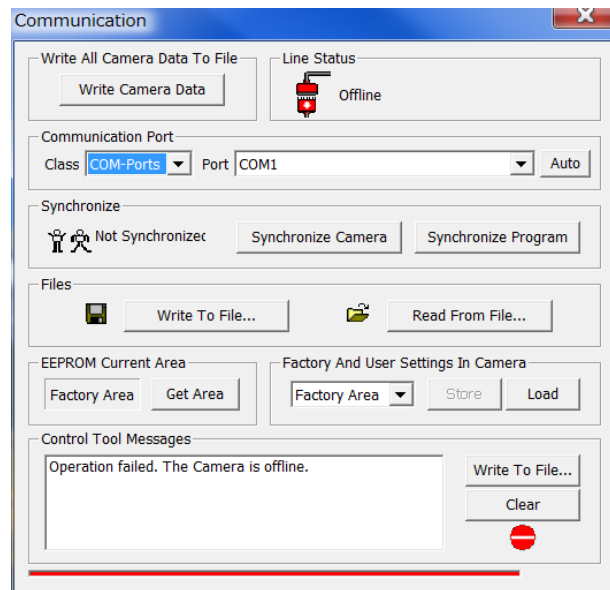 Communication
Write All Camera Data To File
Line Status
Write Camera Data
Offline
Communication Port
Class COM-Ports Port COM1 Auto
Synchronize
Not Synchronized Synchronize Camera Synchronize Program
Files
Write To File... Read From File...
EEPROM Current Area
Factory And User Settings In Camera
Factory Area Get Area
Factory Area Store Load
Control Tool Messages
Operation failed. The Camera is offline.
Write To File...
Clear